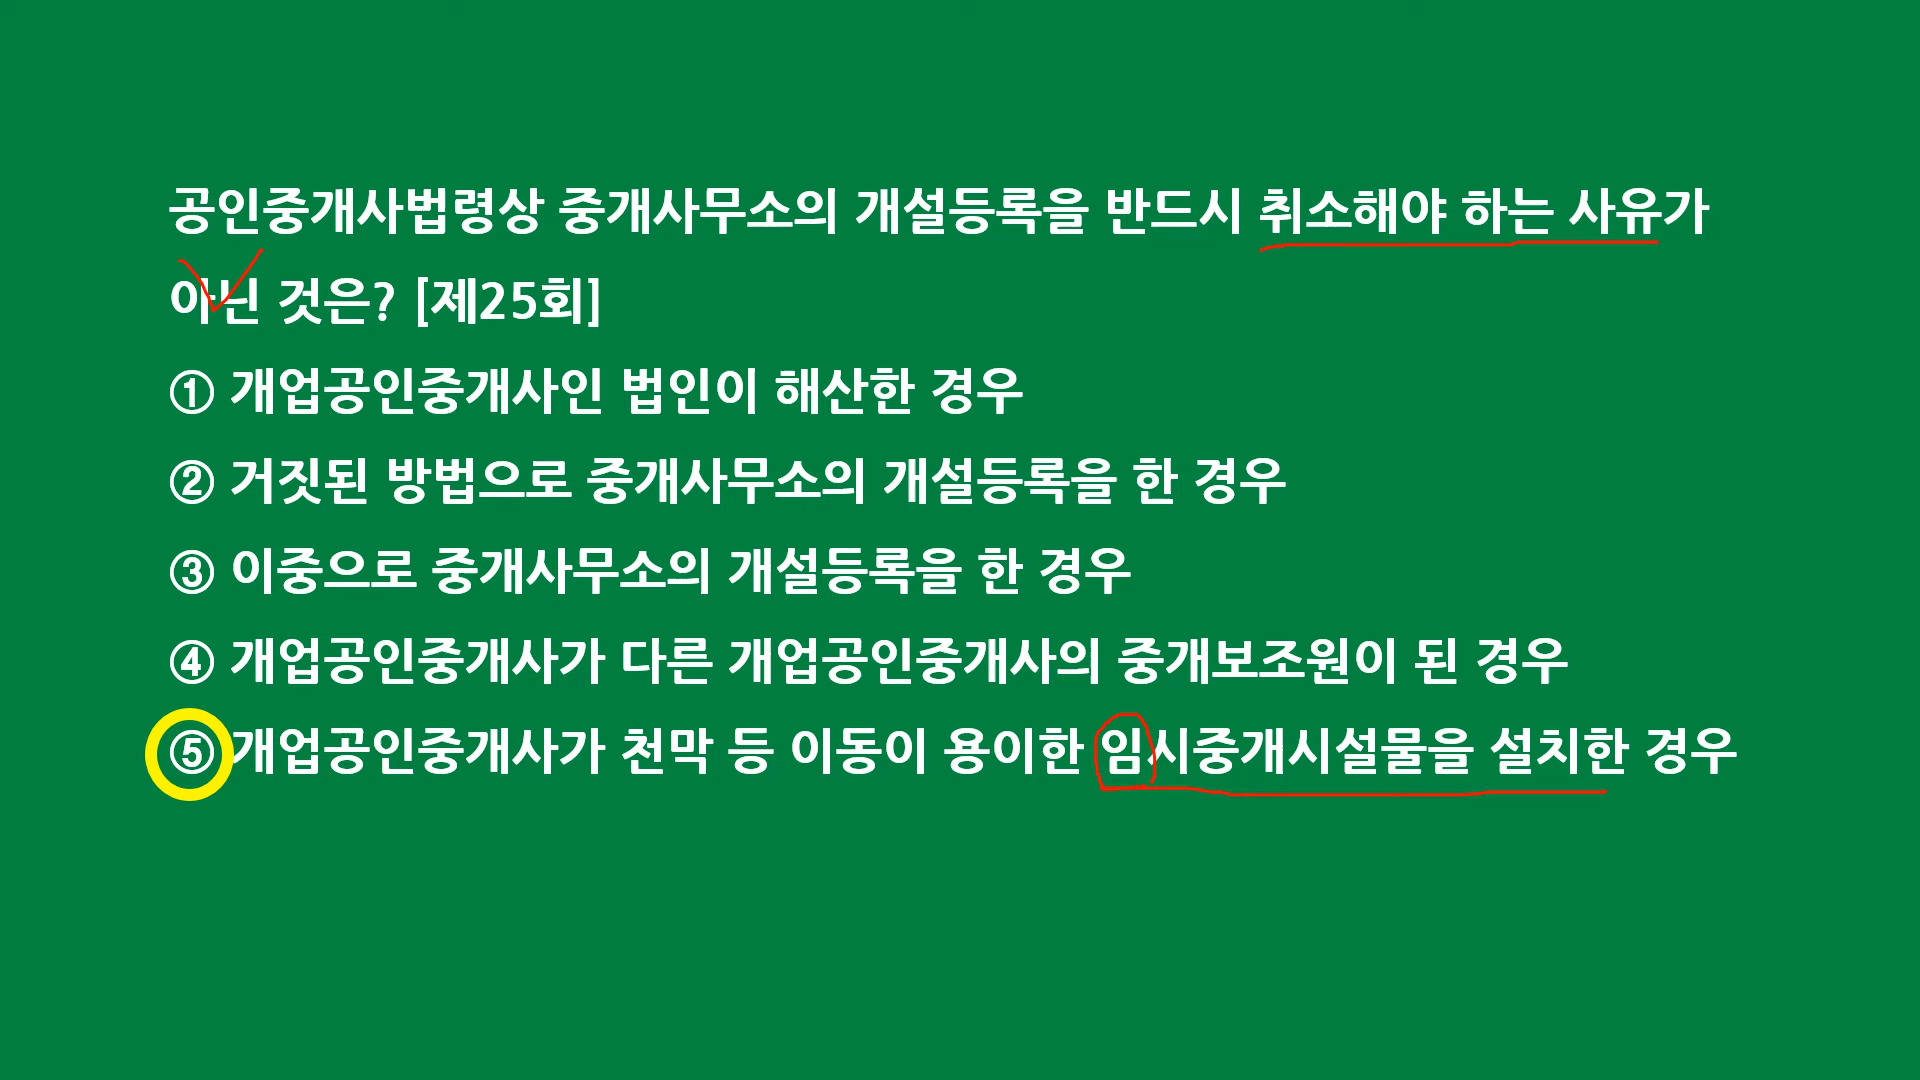 공인중개사법령상 중개사무소의 개설등록을 반드시 취소해야 하는 사유가
아닌 것은? [제25회]
① 개업공인중개사인 법인이 해산한 경우
② 거짓된 방법으로 중개사무소의 개설등록을 한 경우
③ 이중으로 중개사무소의 개설등록을 한 경우
④ 개업공인중개사가 다른 개업공인중개사의 중개보조원이 된 경우
⑤ 개업공인중개사가 천막 등 이동이 용이한 임시중개시설물을 설치한 경우